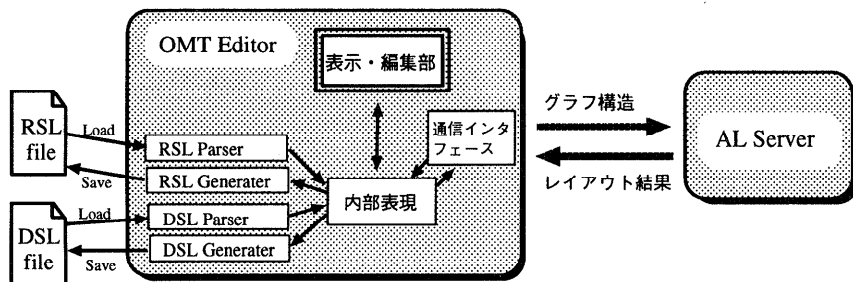 OMT Editor
表示・編集部
RSL
file
Load
Save
RSL Parser
RSL Generater
DSL
file
Load
Save
DSL Parser
DSL Generater
内部表現
通信インタ
フェース
グラフ構造
レイアウト結果
AL Server